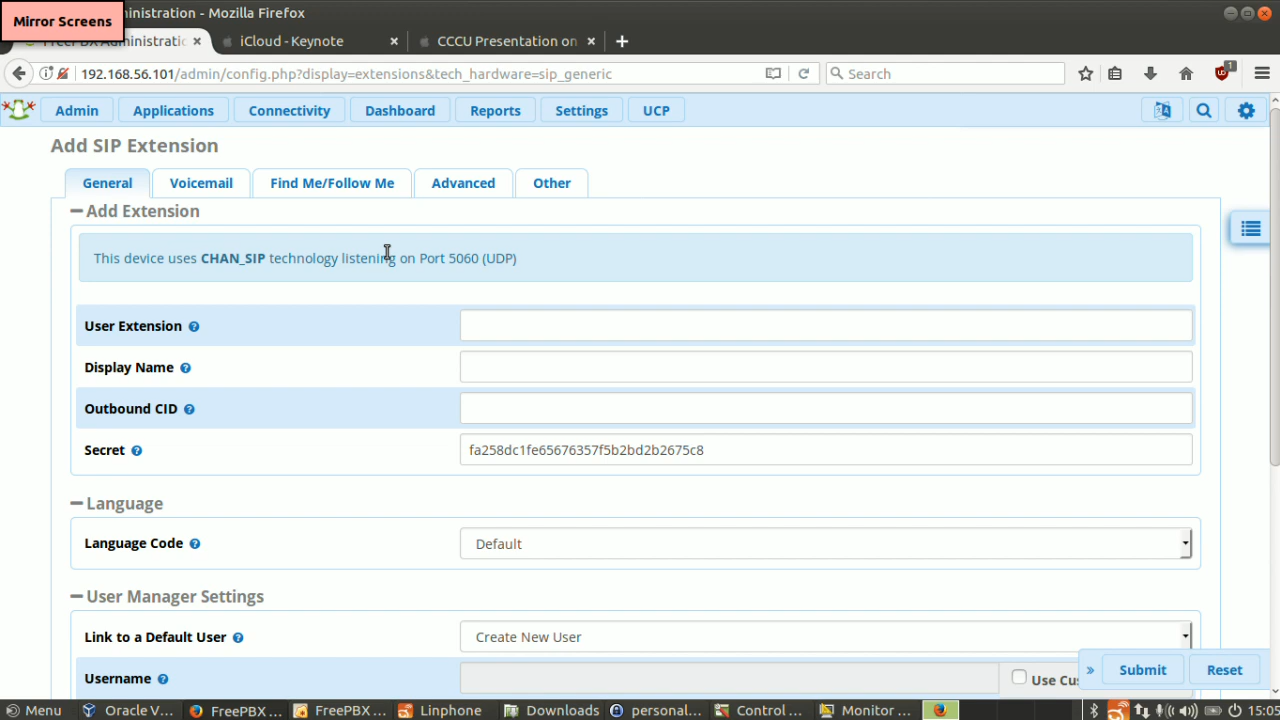 ninistration - Mozilla Firefox
Mirror Screens
FreePBX Administratic × iCloud - Keynote × CCCU Presentation on × +
192.168.56.101/admin/config.php?display=extensions&tech_hardware=sip_generic Search 1
Admin Applications Connectivity Dashboard Reports Settings UCP
Add SIP Extension
General Voicemail Find Me/Follow Me Advanced Other
Add Extension
This device uses CHAN_SIP technology listening on Port 5060 (UDP)
User Extension
Display Name
Outbound CID
Secret fa258dc1fe65676357f5b2bd2b2675c8
Language
Language Code Default
User Manager Settings
Link to a Default User Create New User
Username Use Cus
» Submit Reset
Menu Oracle V... FreePBX ... FreePBX ... Linphone Downloads personal... Control ... Monitor ... 15:05